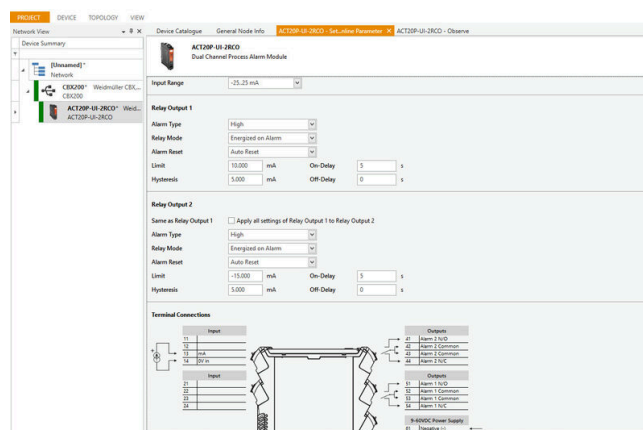 PROJECT DEVICE TOPOLOGY VIEW
Network View Device Catalogue General Node Info ACT20P-UI-2RCO - Set...nline Parameter × ACT20P-UI-2RCO - Observe
Device Summary
ACT20P-UI-2RCO
Dual Channel Process Alarm Module
[Unnamed]*
Network
CBX200* Weidmüller CBX,...
CBX200
ACT20P-UI-2RCO* Weid...
ACT20P-UI-2RCO
Input Range -25..25 mA
Relay Output 1
Alarm Type High
Relay Mode Energized on Alarm
Alarm Reset Auto Reset
Limit 10.000 mA On-Delay 5 s
Hysteresis 5.000 mA Off-Delay 0 s
Relay Output 2
Same as Relay Output 1 Apply all settings of Relay Output 1 to Relay Output 2
Alarm Type High
Relay Mode Energized on Alarm
Alarm Reset Auto Reset
Limit -15.000 mA On-Delay 5 s
Hysteresis 5.000 mA Off-Delay 0 s
Terminal Connections
Input
11
12
13 mA
14 0V in
Input
21
22
23
24
Outputs
41 Alarm 2 N/O
42 Alarm 2 Common
43 Alarm 2 Common
44 Alarm 2 N/C
Outputs
51 Alarm 1 N/O
52 Alarm 1 Common
53 Alarm 1 Common
54 Alarm 1 N/C
9-60VDC Power Supply
Negative (-)